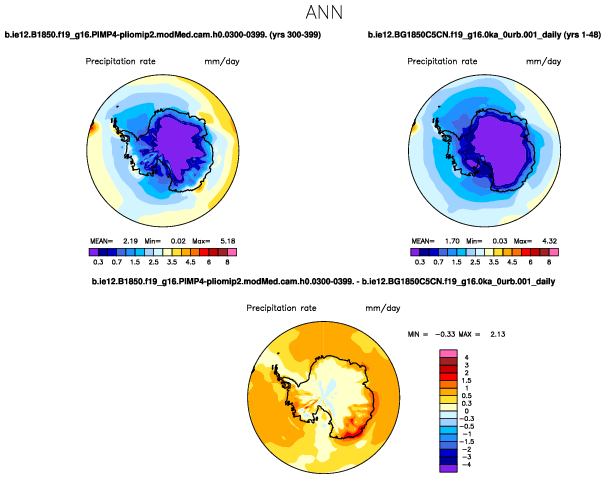 ANN
b.ie12.B1850.f19_g16.PIMP4-pliomip2.modMed.cam.h0.0300-0399. (yrs 300-399)
b.ie12.BG1850C5CN.f19_g16.0ka_0urb.001_daily (yrs 1-48)
Precipitation rate mm/day
Precipitation rate mm/day
MEAN= 2.19 Min= 0.02 Max= 5.18
MEAN= 1.70 Min= 0.03 Max= 4.32
0.3 0.7 1.5 2.5 3.5 4.5 6 8
0.3 0.7 1.5 2.5 3.5 4.5 6 8
b.ie12.B1850.f19_g16.PIMP4-pliomip2.modMed.cam.h0.0300-0399. - b.ie12.BG1850C5CN.f19_g16.0ka_0urb.001_daily
Precipitation rate mm/day
MIN = -0.33 MAX = 2.13
4
3
2
1.5
1
0.5
0.3
0
-0.3
-0.5
-1
-1.5
-2
-3
-4